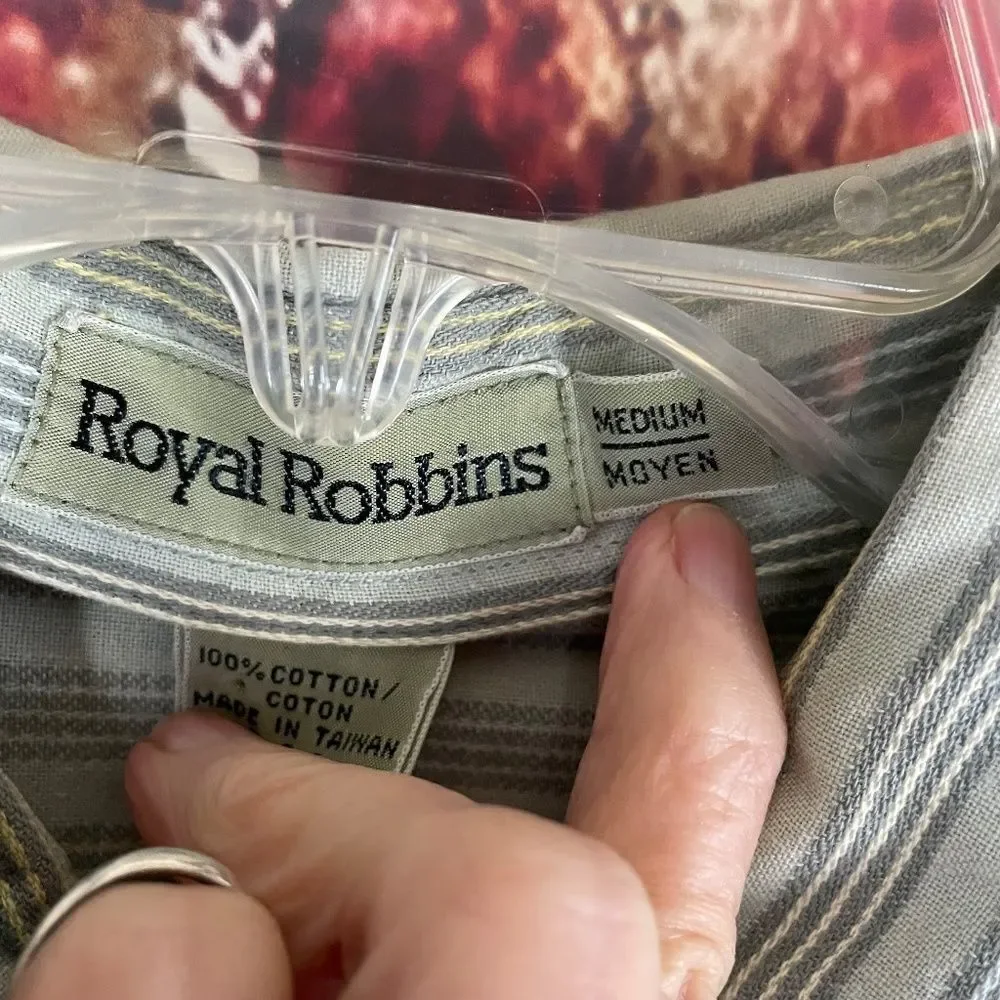 Royal Robbins
MEDIUM
MOYEN
100% COTTON/
COTON
MADE IN TAIWAN